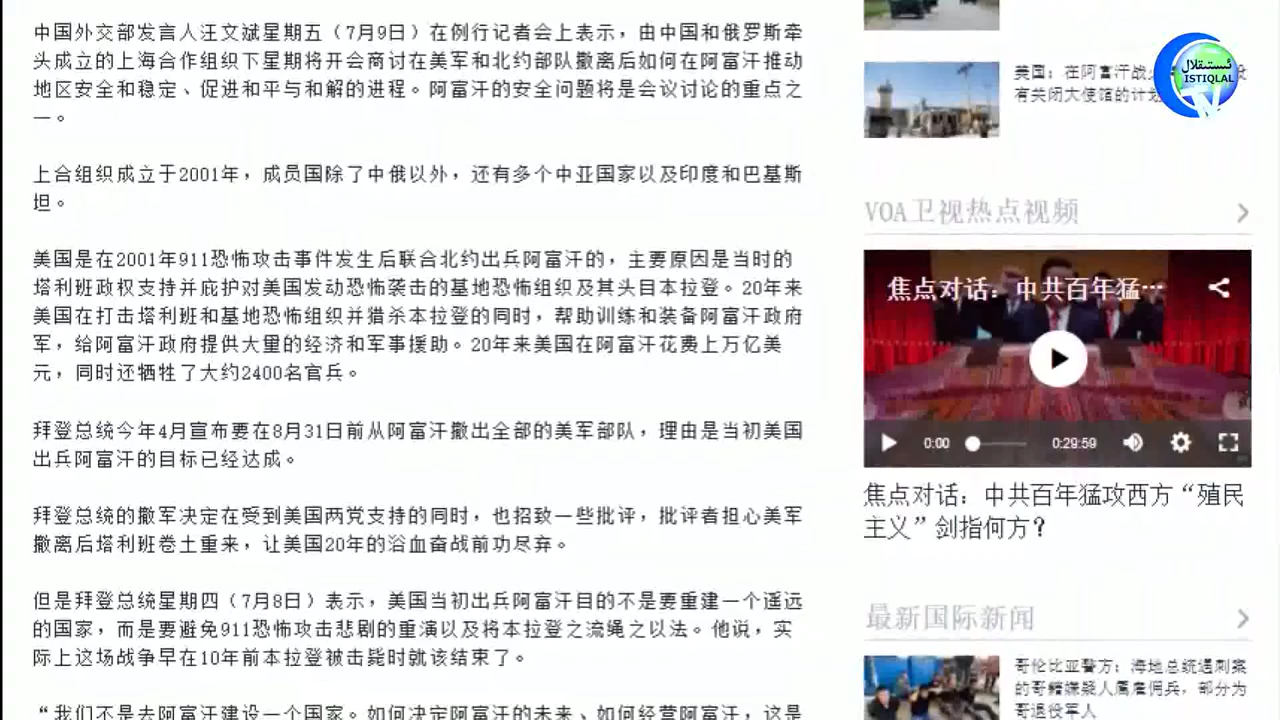 中国外交部发言人汪文斌星期五（7月9日）在例行记者会上表示，由中国和俄罗斯牵
头成立的上海合作组织下星期将开会商讨在美军和北约部队撤离后如何在阿富汗推动
地区安全和稳定、促进和平与和解的进程。阿富汗的安全问题将是会议讨论的重点之
一。
上合组织成立于2001年，成员国除了中俄以外，还有多个中亚国家以及印度和巴基斯
坦。
美国是在2001年911恐怖攻击事件发生后联合北约出兵阿富汗的，主要原因是当时的
塔利班政权支持并庇护对美国发动恐怖袭击的基地恐怖组织及其头目本拉登。20年来
美国在打击塔利班和基地恐怖组织并猎杀本拉登的同时，帮助训练和装备阿富汗政府
军，给阿富汗政府提供大量的经济和军事援助。20年来美国在阿富汗花费上万亿美
元，同时还牺牲了大约2400名官兵。
拜登总统今年4月宣布要在8月31日前从阿富汗撤出全部的美军部队，理由是当初美国
出兵阿富汗的目标已经达成。
拜登总统的撤军决定在受到美国两党支持的同时，也招致一些批评，批评者担心美军
撤离后塔利班卷土重来，让美国20年的浴血奋战前功尽弃。
但是拜登总统星期四（7月8日）表示，美国当初出兵阿富汗目的不是要重建一个遥远
的国家，而是要避免911恐怖攻击悲剧的重演以及将本拉登之流绳之以法。他说，实
际上这场战争早在10年前本拉登被击毙时就该结束了。
“我们不是去阿富汗建设一个国家。如何决定阿富汗的未来、如何经营阿富汗，这是
美国：在阿富汗战
有关闭大使馆的计划
ئىستىقلال
ISTIQLAL
VOA卫视热点视频
焦点对话：中共百年猛…
0:00
0:29:59
焦点对话：中共百年猛攻西方“殖民
主义”剑指何方？
最新国际新闻
哥伦比亚警方：海地总统遇刺案
的哥籍嫌疑人属雇佣兵，部分为
哥退役军人